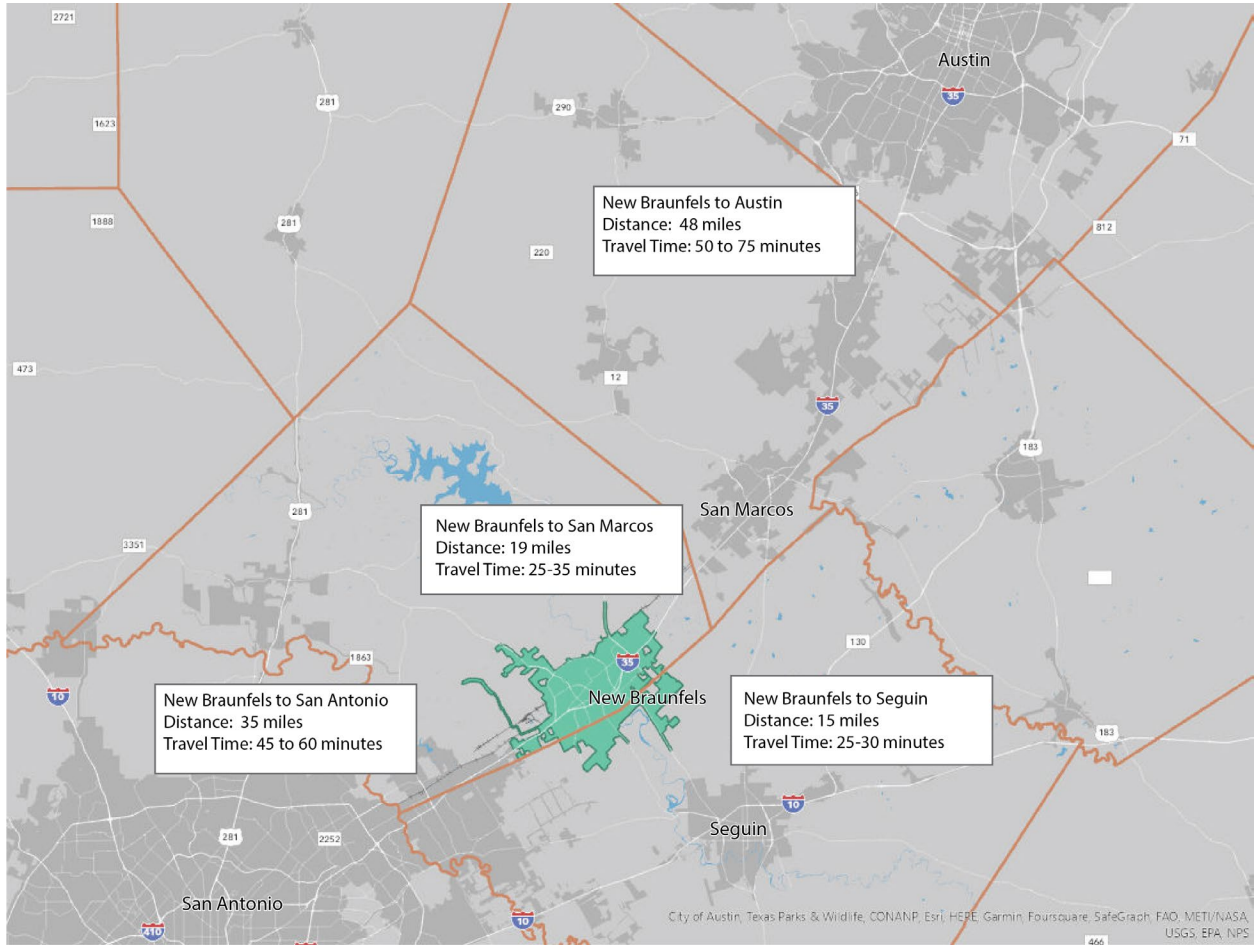 2721
Austin
281
290
35
1623
71
New Braunfels to Austin
Distance: 48 miles
Travel Time: 50 to 75 minutes
1888
281
812
220
473
12
35
183
San Marcos
281
New Braunfels to San Marcos
Distance: 19 miles
Travel Time: 25-35 minutes
3351
130
1863
35
10
New Braunfels
New Braunfels to San Antonio
Distance: 35 miles
Travel Time: 45 to 60 minutes
New Braunfels to Seguin
Distance: 15 miles
Travel Time: 25-30 minutes
183
10
Seguin
281
2252
San Antonio
10
410
City of Austin, Texas Parks & Wildlife, CONANP, Esri, HERE, Garmin, Foursquare, SafeGraph, FAO, METI/NASA,
USGS, EPA, NPS
466